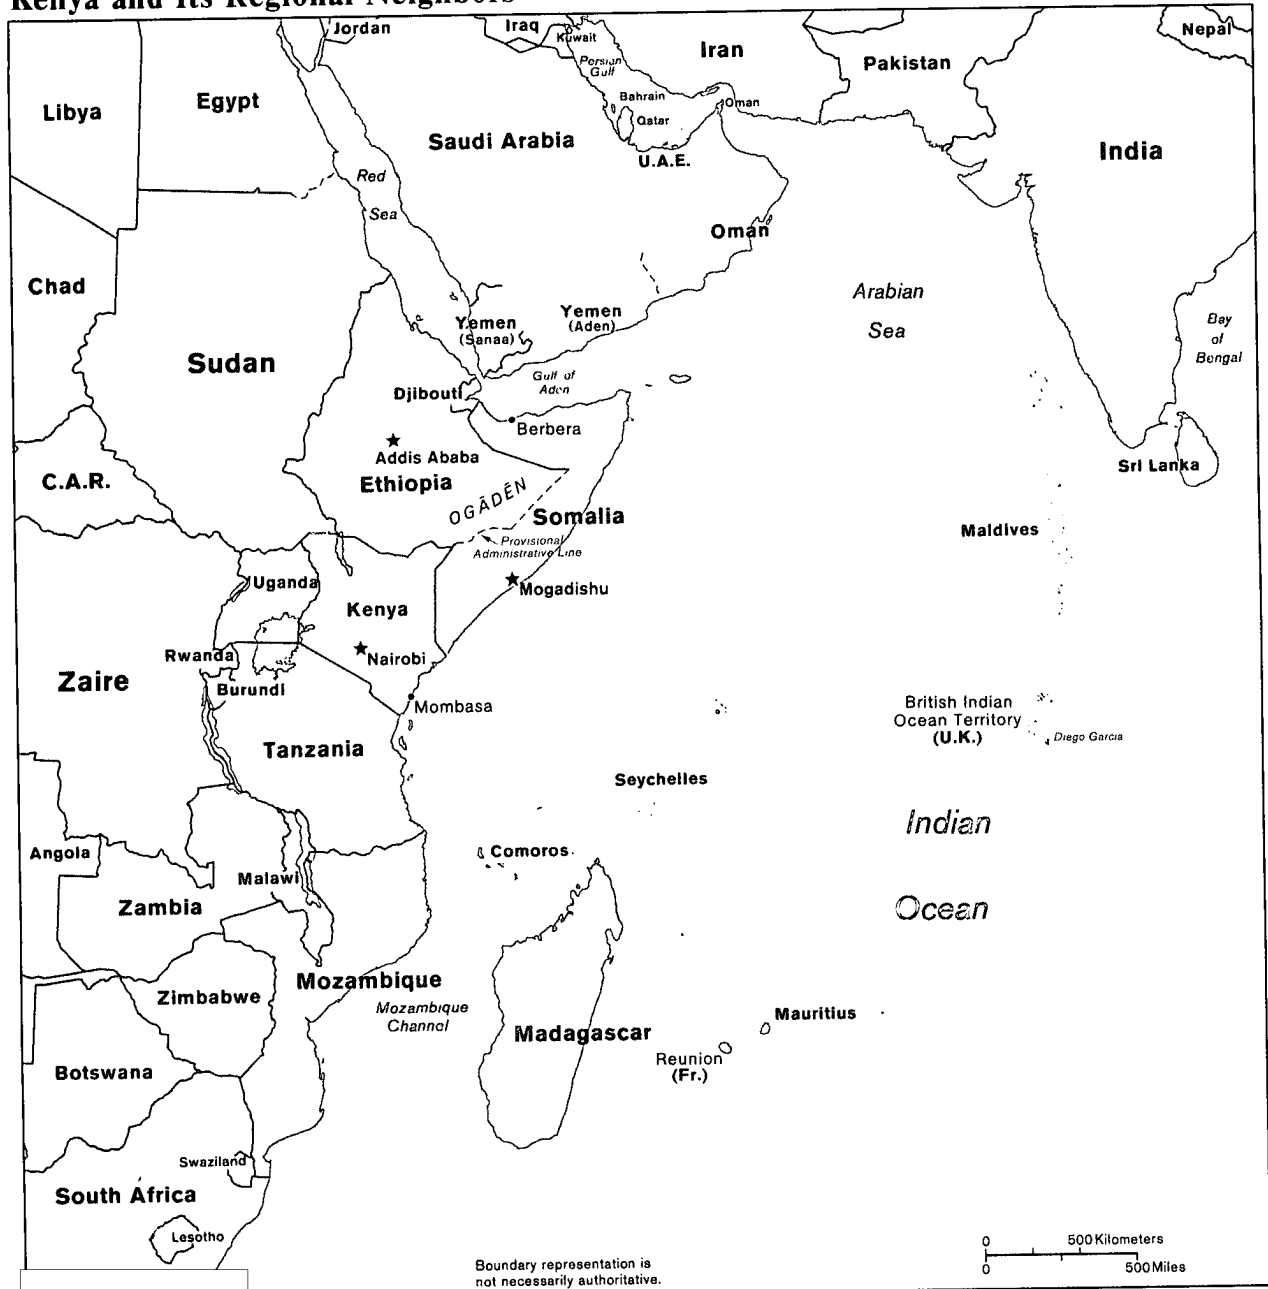 Kenya and Its Regional Neighbors
Jordan
Iraq
Kuwait
Iran
Pakistan
Nepal
Libya
Egypt
Persian
Gulf
Bahrain
Qatar
Oman
Saudi Arabia
U.A.E.
India
Red
Sea
Oman
Chad
Arabian
Sea
Yemen
(Sanaa)
Yemen
(Aden)
Bay
of
Bengal
Sudan
Djibouti
Gulf of
Aden
Berbera
Addis Ababa
Ethiopia
C.A.R.
OGĀDĒN
Somalia
Sri Lanka
Provisional
Administrative Line
Maldives
Uganda
Kenya
Mogadishu
Rwanda
Nairobi
Zaire
Burundi
Mombasa
British Indian
Ocean Territory
(U.K.)
Diego Garcia
Tanzania
Seychelles
Indian
Ocean
Angola
Comoros
Malawi
Zambia
Mozambique
Zimbabwe
Mozambique
Channel
Madagascar
Mauritius
Reunion
(Fr.)
Botswana
Swaziland
South Africa
Lesotho
Boundary representation is
not necessarily authoritative.
0 500 Kilometers
0 500 Miles